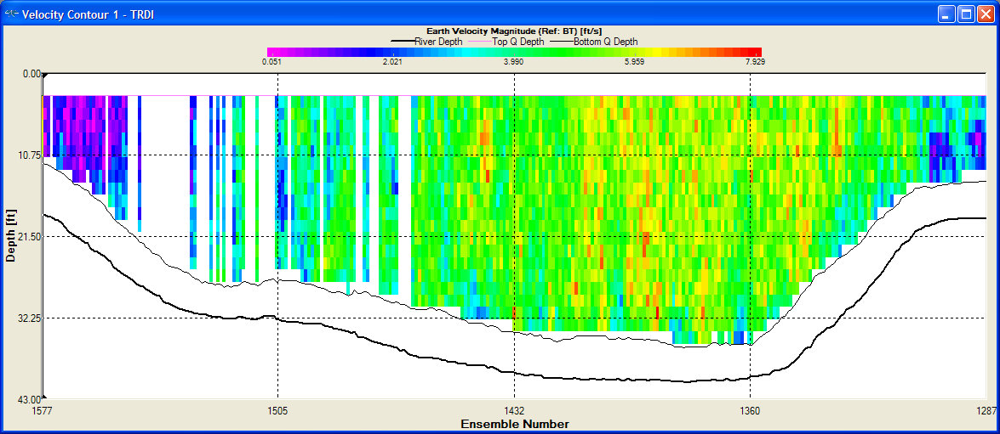 Velocity Contour 1 - TRDI
Earth Velocity Magnitude (Ref: BT) [ft/s]
River Depth Top Q Depth Bottom Q Depth
0.051 2.021 3.990 5.959 7.929
0.00
10.75
21.50
32.25
43.00
Depth [ft]
1577 1505 1432 1360 1287
Ensemble Number